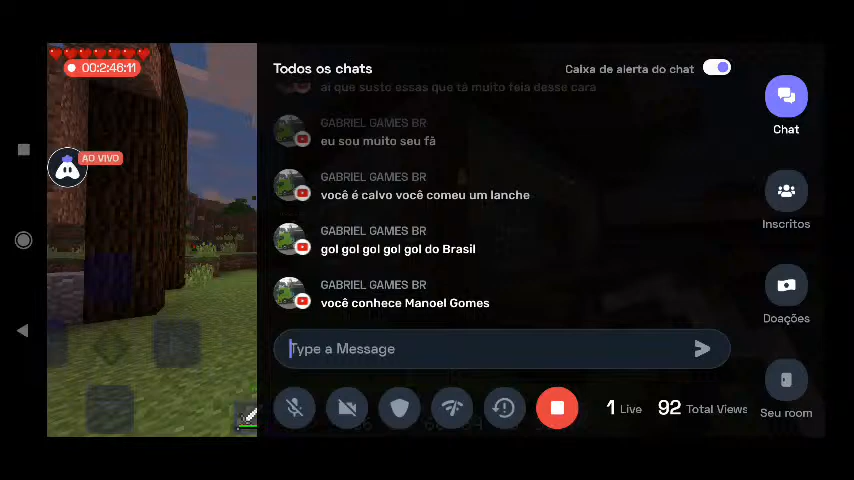 00:2:46:11
AO VIVO
Todos os chats
Caixa de alerta do chat
ai que susto essas que tá muito feia desse cara
GABRIEL GAMES BR
eu sou muito seu fã
GABRIEL GAMES BR
você é calvo você comeu um lanche
GABRIEL GAMES BR
gol gol gol gol gol do Brasil
GABRIEL GAMES BR
você conhece Manoel Gomes
Type a Message
1 Live 92 Total Views
Chat
Inscritos
Doações
Seu room